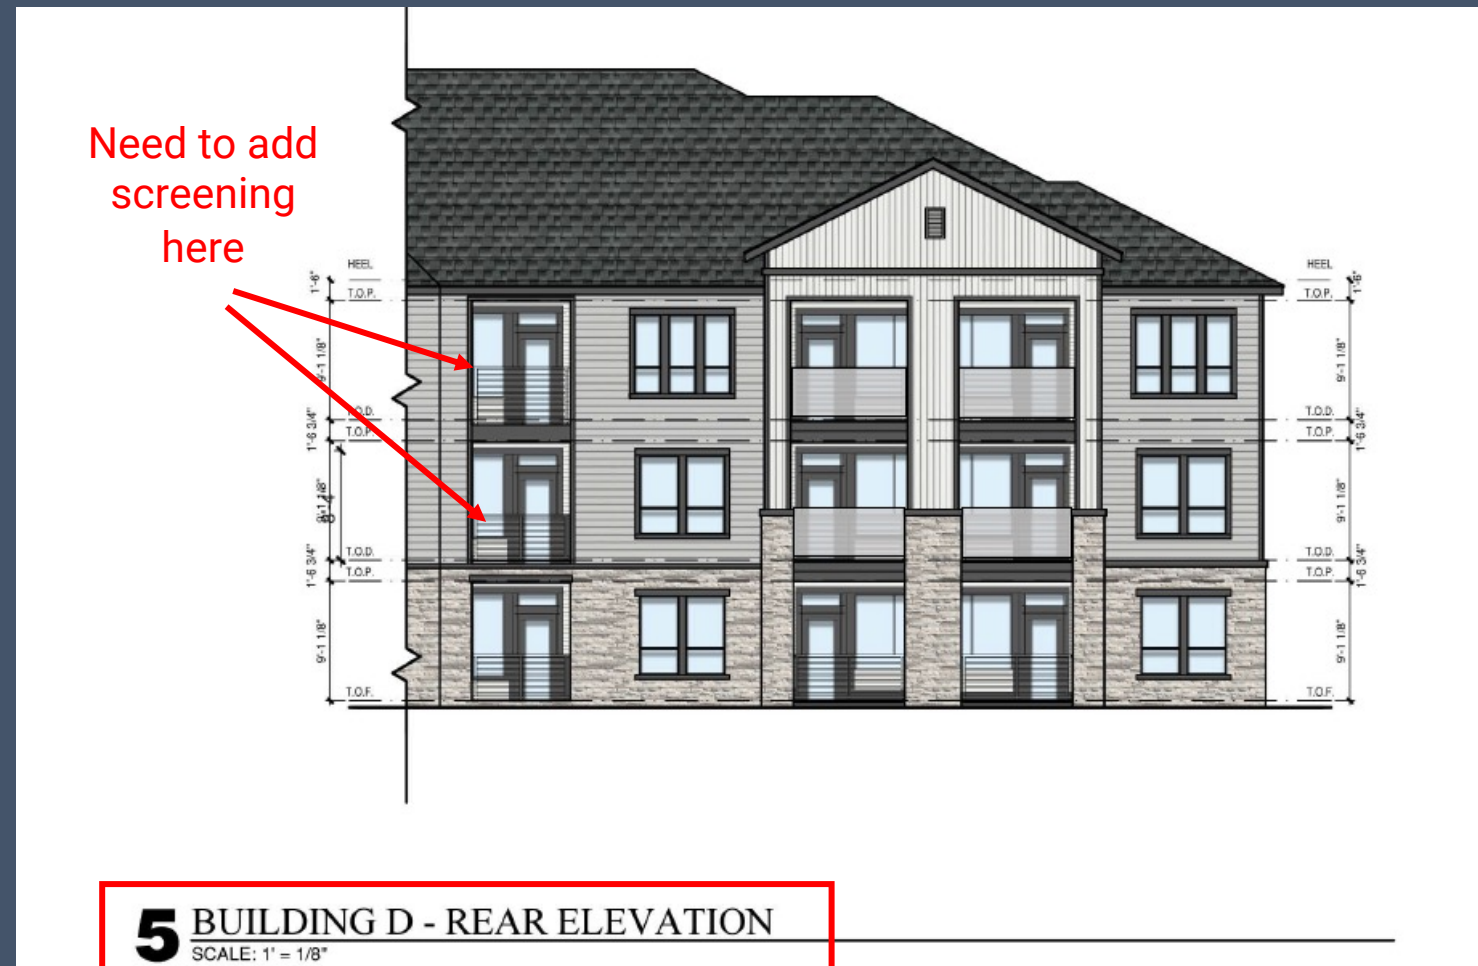 Need to add
screening
here
HEEL
1'-6"
T.O.P.
9'-1 1/8"
T.O.D.
1'-6 3/4"
T.O.P.
9'-1 1/8"
T.O.D.
1'-6 3/4"
T.O.P.
9'-1 1/8"
T.O.F.
HEEL
1'-6"
T.O.P.
9'-1 1/8"
T.O.D.
1'-6 3/4"
T.O.P.
9'-1 1/8"
T.O.D.
1'-6 3/4"
T.O.P.
9'-1 1/8"
T.O.F.
5 BUILDING D - REAR ELEVATION
SCALE: 1' = 1/8"